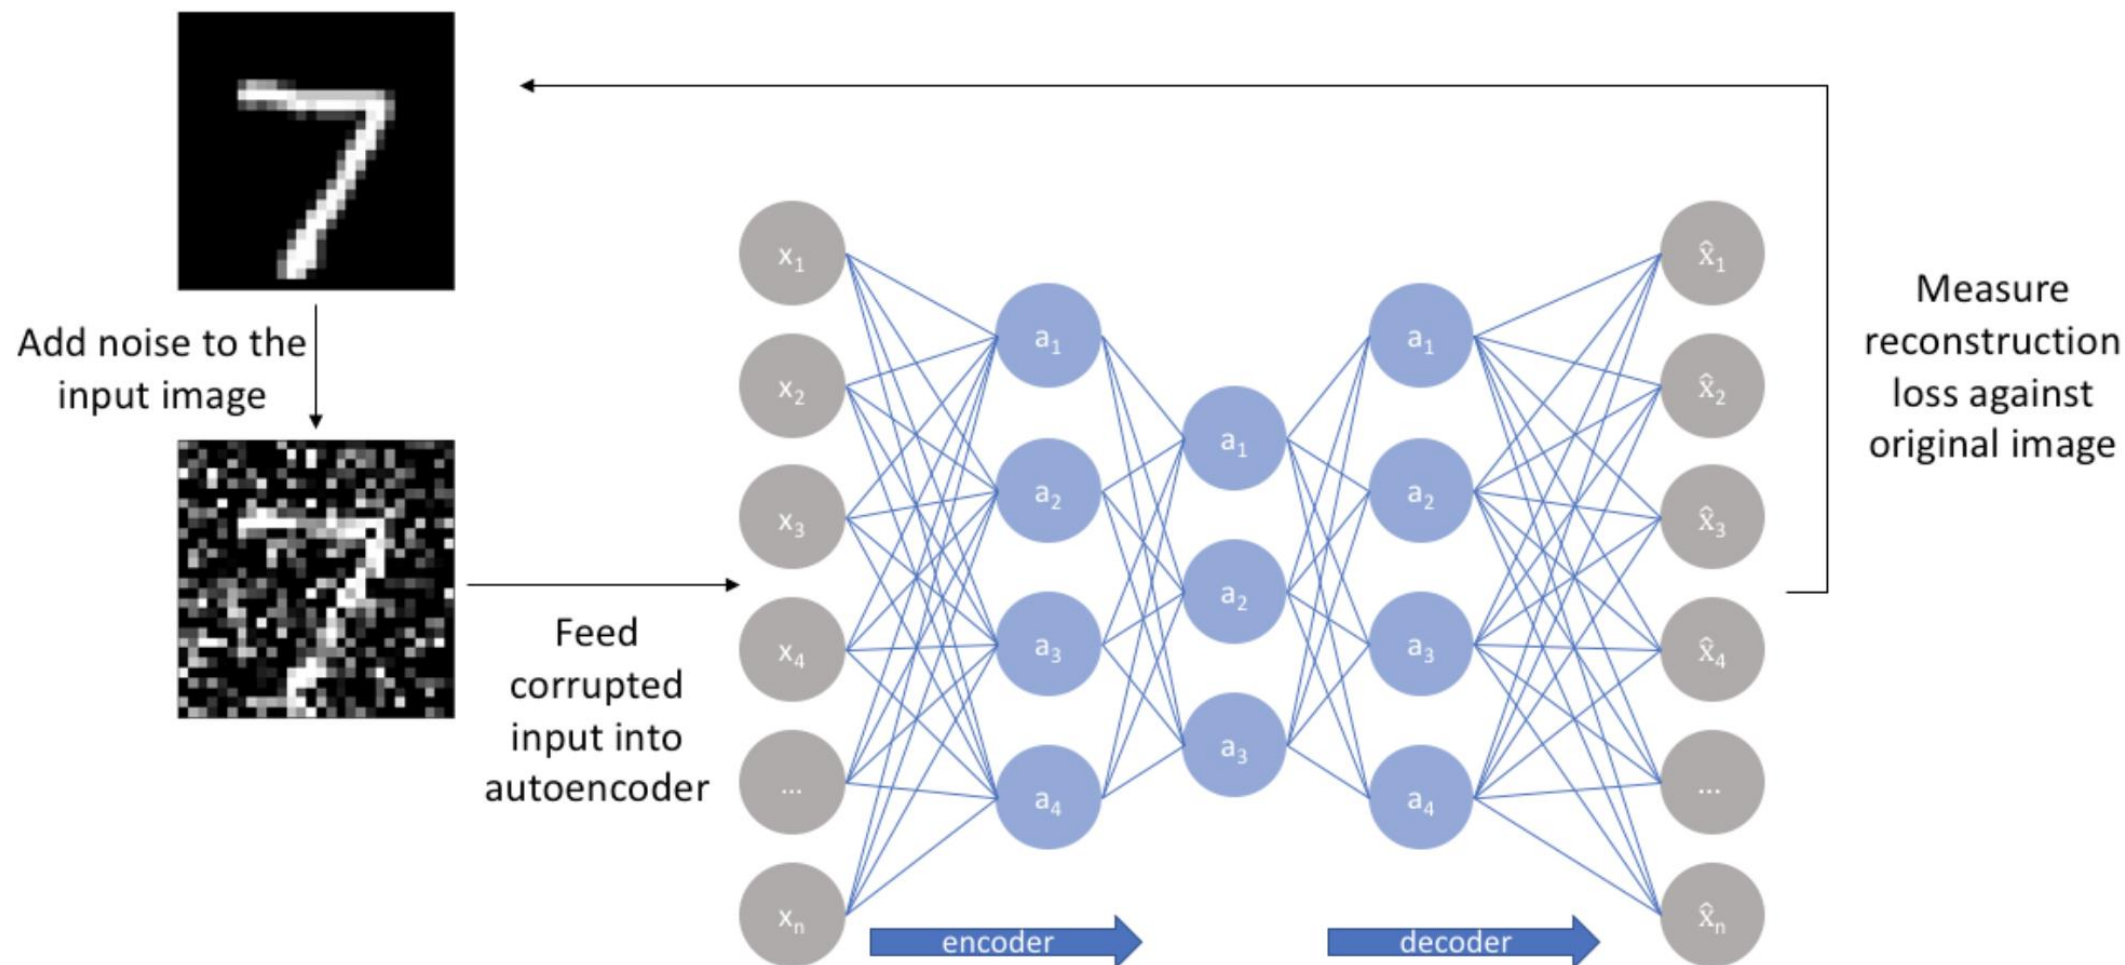 Add noise to the
input image
Feed
corrupted
input into
autoencoder
x₁
x₂
x₃
x₄
...
xₙ
a₁
a₂
a₃
a₄
a₁
a₂
a₃
a₁
a₂
a₃
a₄
x̂₁
x̂₂
x̂₃
x̂₄
...
x̂ₙ
encoder
decoder
Measure
reconstruction
loss against
original image